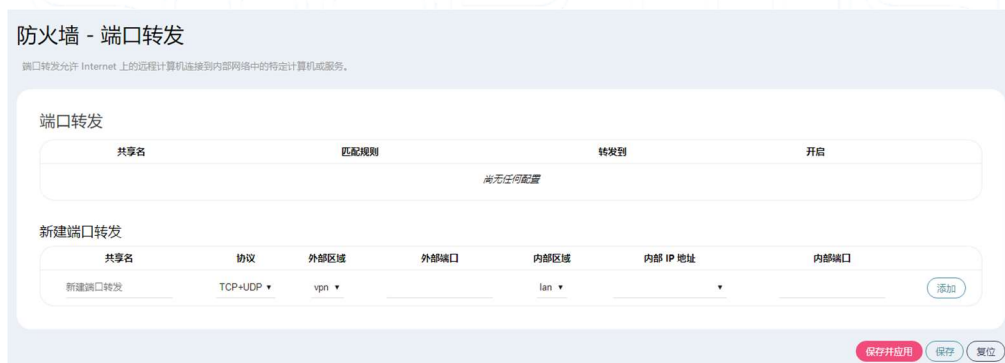 防火墙 - 端口转发
端口转发允许 Internet 上的远程计算机连接到内部网络中的特定计算机或服务。
端口转发
共享名 匹配规则 转发到 开启
尚无任何配置
新建端口转发
共享名 协议 外部区域 外部端口 内部区域 内部 IP 地址 内部端口
新建端口转发 TCP+UDP vpn lan 添加
保存并应用 保存 复位